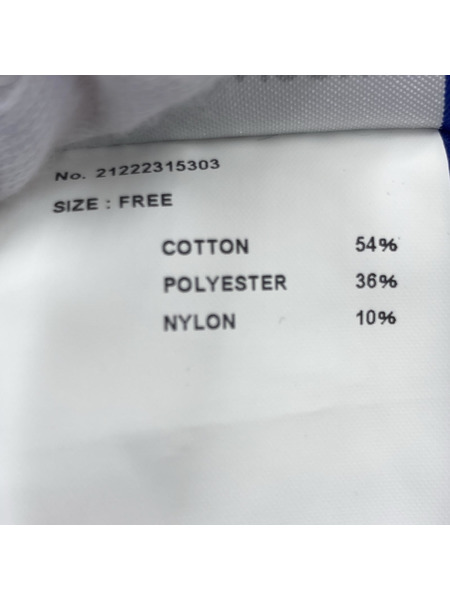 No. 21222315303
SIZE : FREE
COTTON 54%
POLYESTER 36%
NYLON 10%